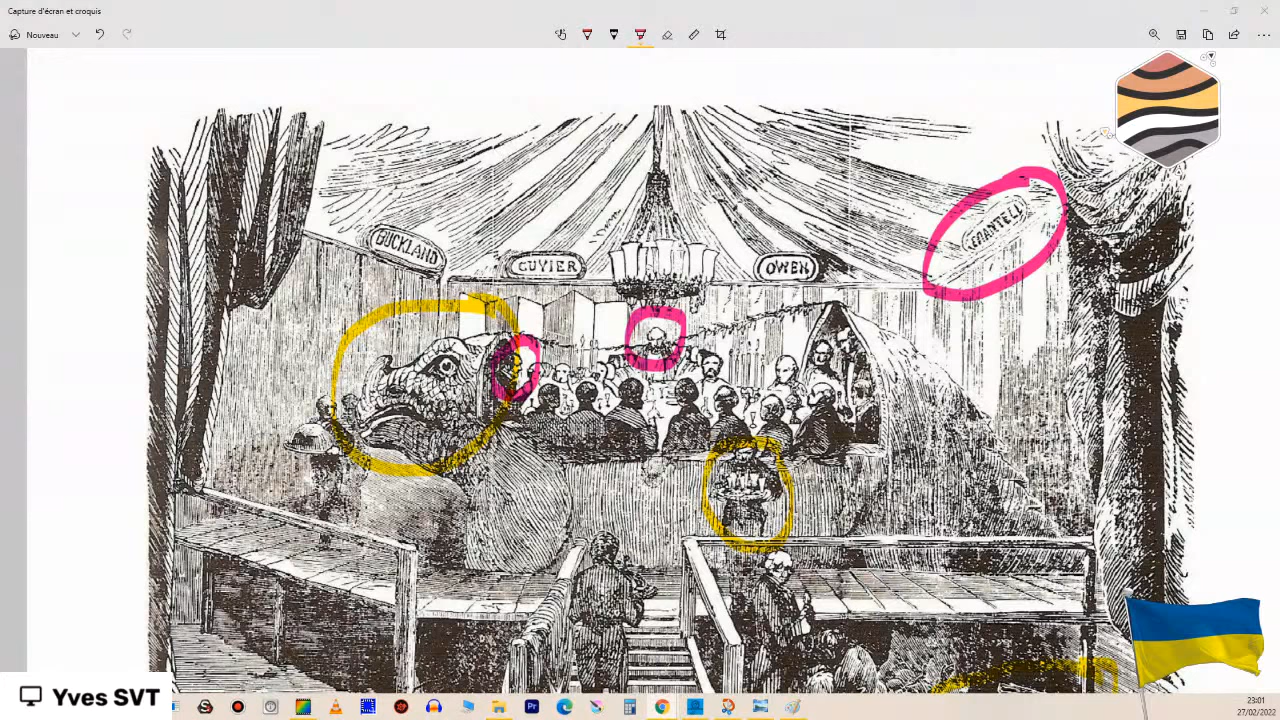 Capture d'écran et croquis
Nouveau
BUCKLAND
CUVIER
OWEN
MANTELL
Yves SVT
23:01
27/02/2022